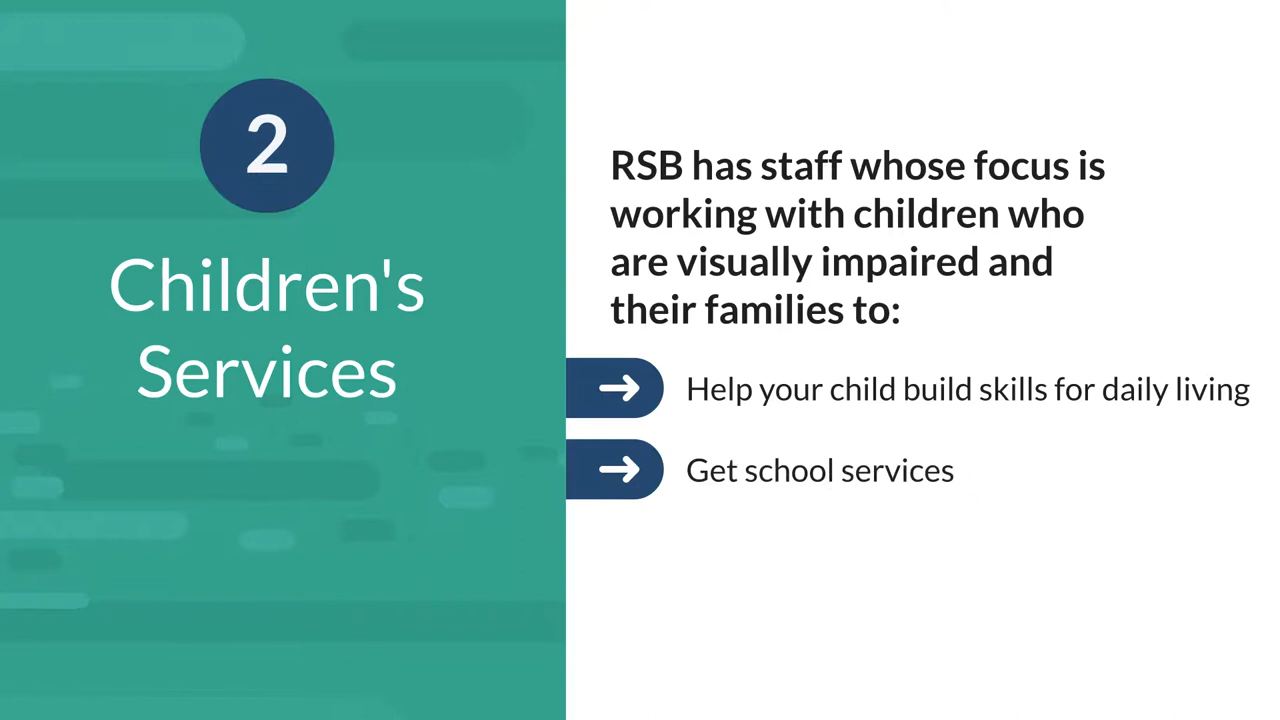 2
Children's
Services
RSB has staff whose focus is
working with children who
are visually impaired and
their families to:
Help your child build skills for daily living
Get school services